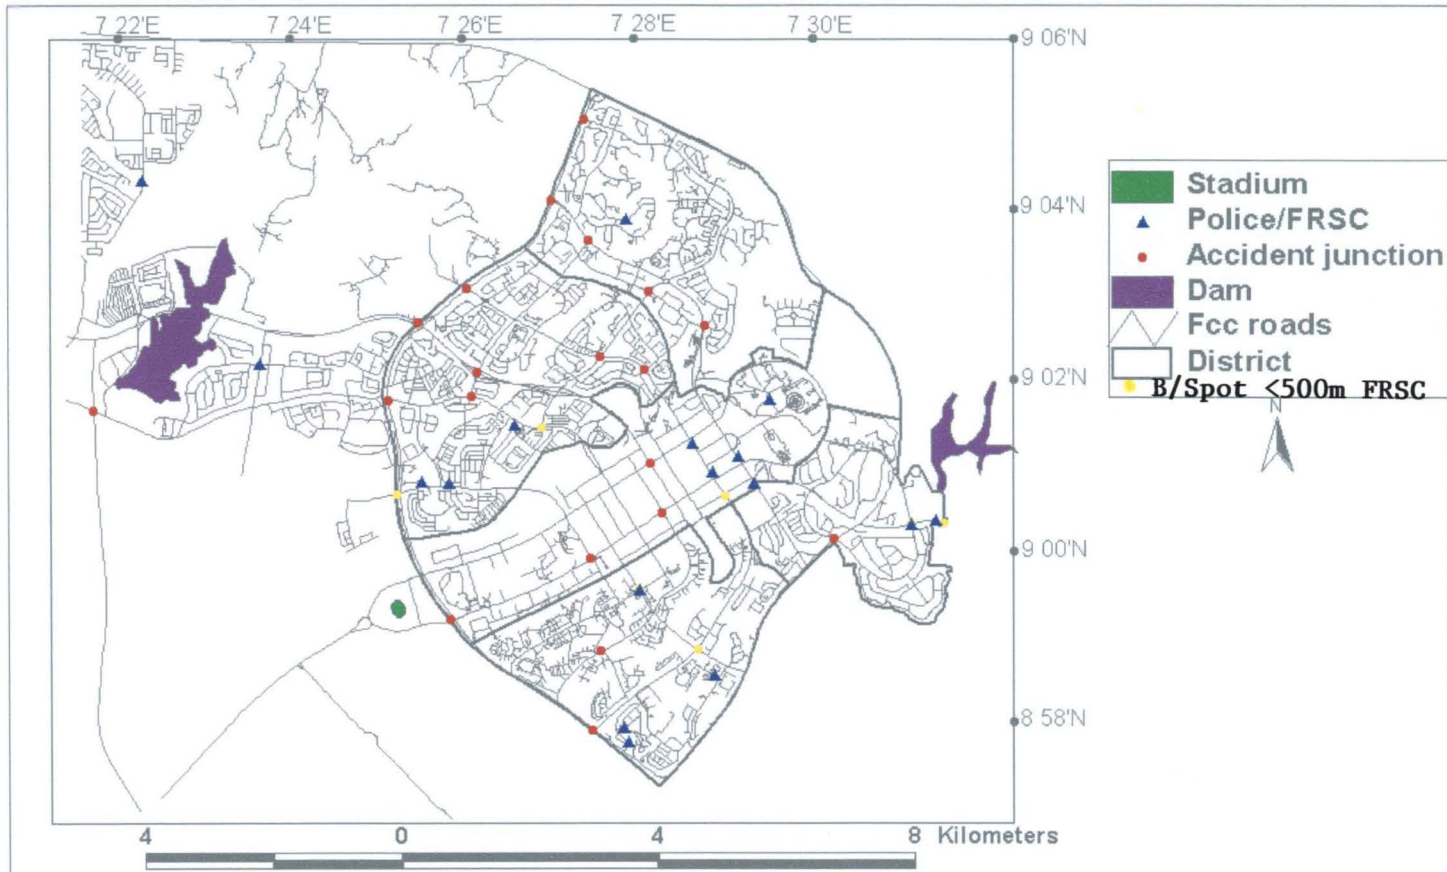 7 22'E 7 24'E 7 26'E 7 28'E 7 30'E
9 06'N
9 04'N
9 02'N
9 00'N
8 58'N
Stadium
Police/FRSC
Accident junction
Dam
Fcc roads
District
B/Spot <500m FRSC
N
4 0 4 8 Kilometers